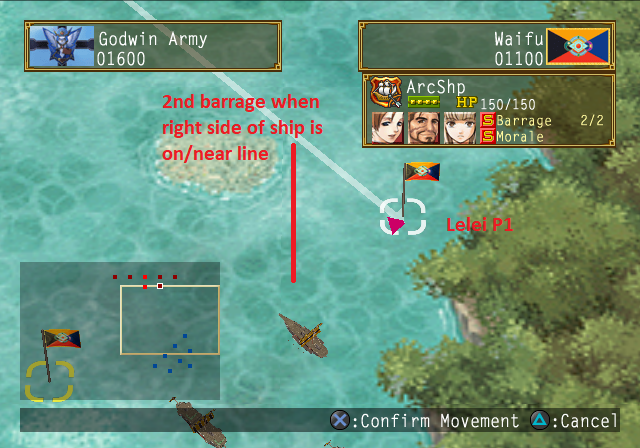 Godwin Army
01600
Waifu
01100
ArcShp
HP 150/150
S Barrage 2/2
S Morale
2nd barrage when
right side of ship is
on/near line
Lelei P1
:Confirm Movement :Cancel